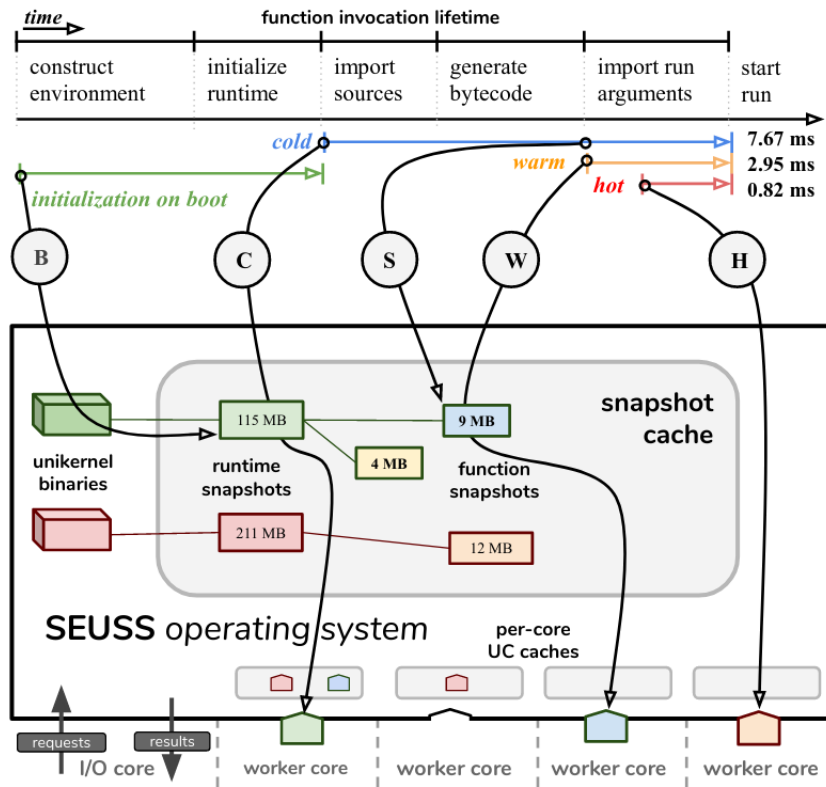 time
function invocation lifetime
construct
environment
initialize
runtime
import
sources
generate
bytecode
import run
arguments
start
run
cold
7.67 ms
warm
2.95 ms
hot
0.82 ms
initialization on boot
B
C
S
W
H
snapshot
cache
115 MB
9 MB
4 MB
unikernel
binaries
runtime
snapshots
function
snapshots
211 MB
12 MB
SEUSS operating system
per-core
UC caches
requests
results
I/O core
worker core
worker core
worker core
worker core